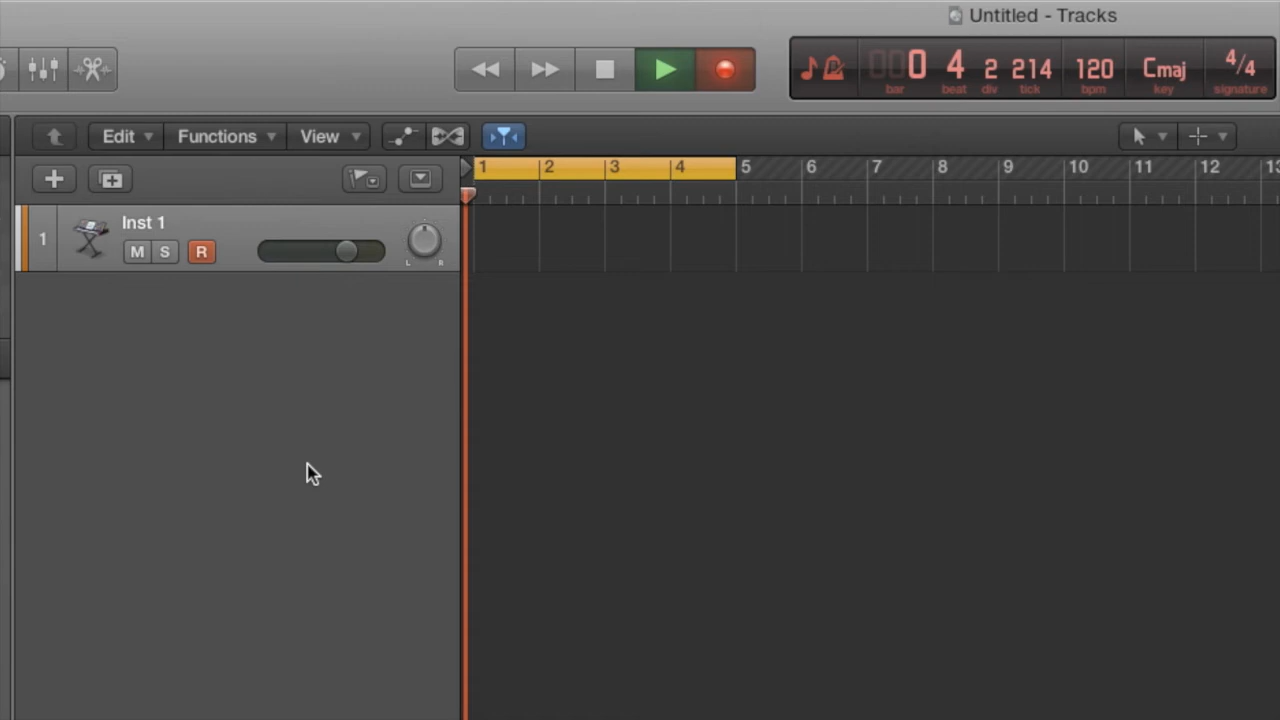 Untitled - Tracks
0 4 2 214 120 Cmaj 4/4
bar beat div tick bpm key signature
Edit Functions View
1 2 3 4 5 6 7 8 9 10 11 12 13
1 Inst 1
M S R
L R